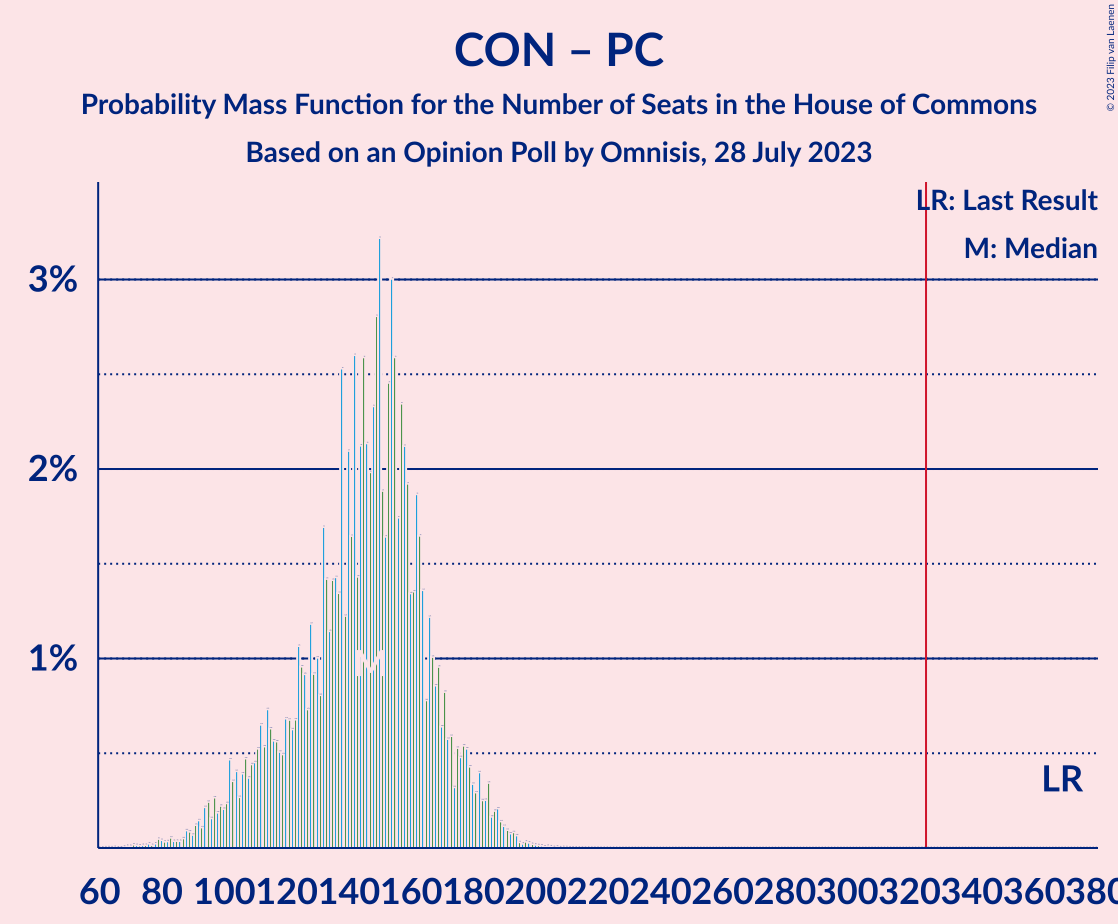 CON – PC
Probability Mass Function for the Number of Seats in the House of Commons
Based on an Opinion Poll by Omnisis, 28 July 2023
© 2023 Filip van Laenen
LR: Last Result
M: Median
3%
2%
1%
M
LR
60 80 100 120 140 160 180 200 220 240 260 280 300 320 340 360 380